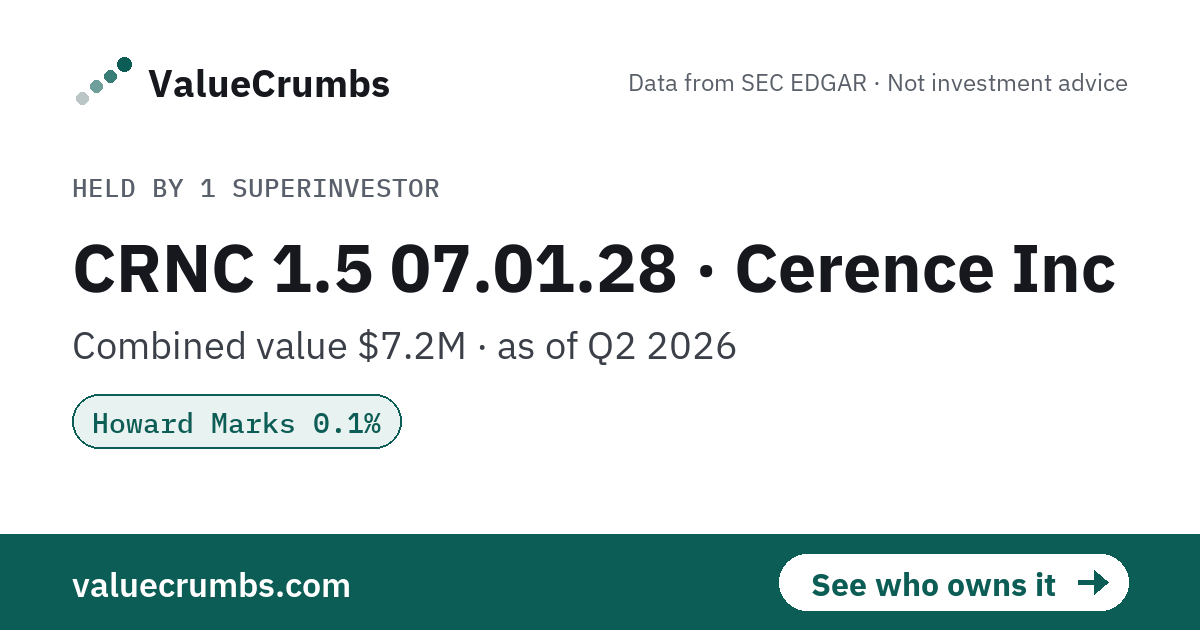 ValueCrumbs
Data from SEC EDGAR · Not investment advice
HELD BY 1 SUPERINVESTOR
CRNC 1.5 07.01.28 · Cerence Inc
Combined value $7.2M · as of Q2 2026
Howard Marks 0.1%
valuecrumbs.com
See who owns it